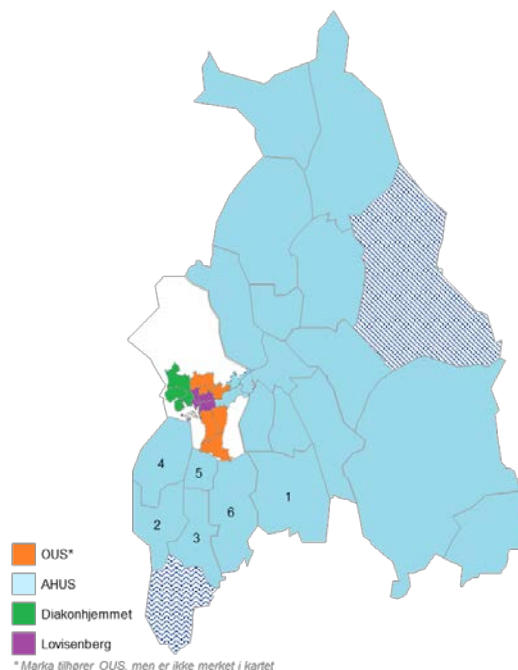 4
5
1
2
3
6
OUS*
AHUS
Diakonhjemmet
Lovisenberg
* Marka tilhører OUS, men er ikke merket i kartet